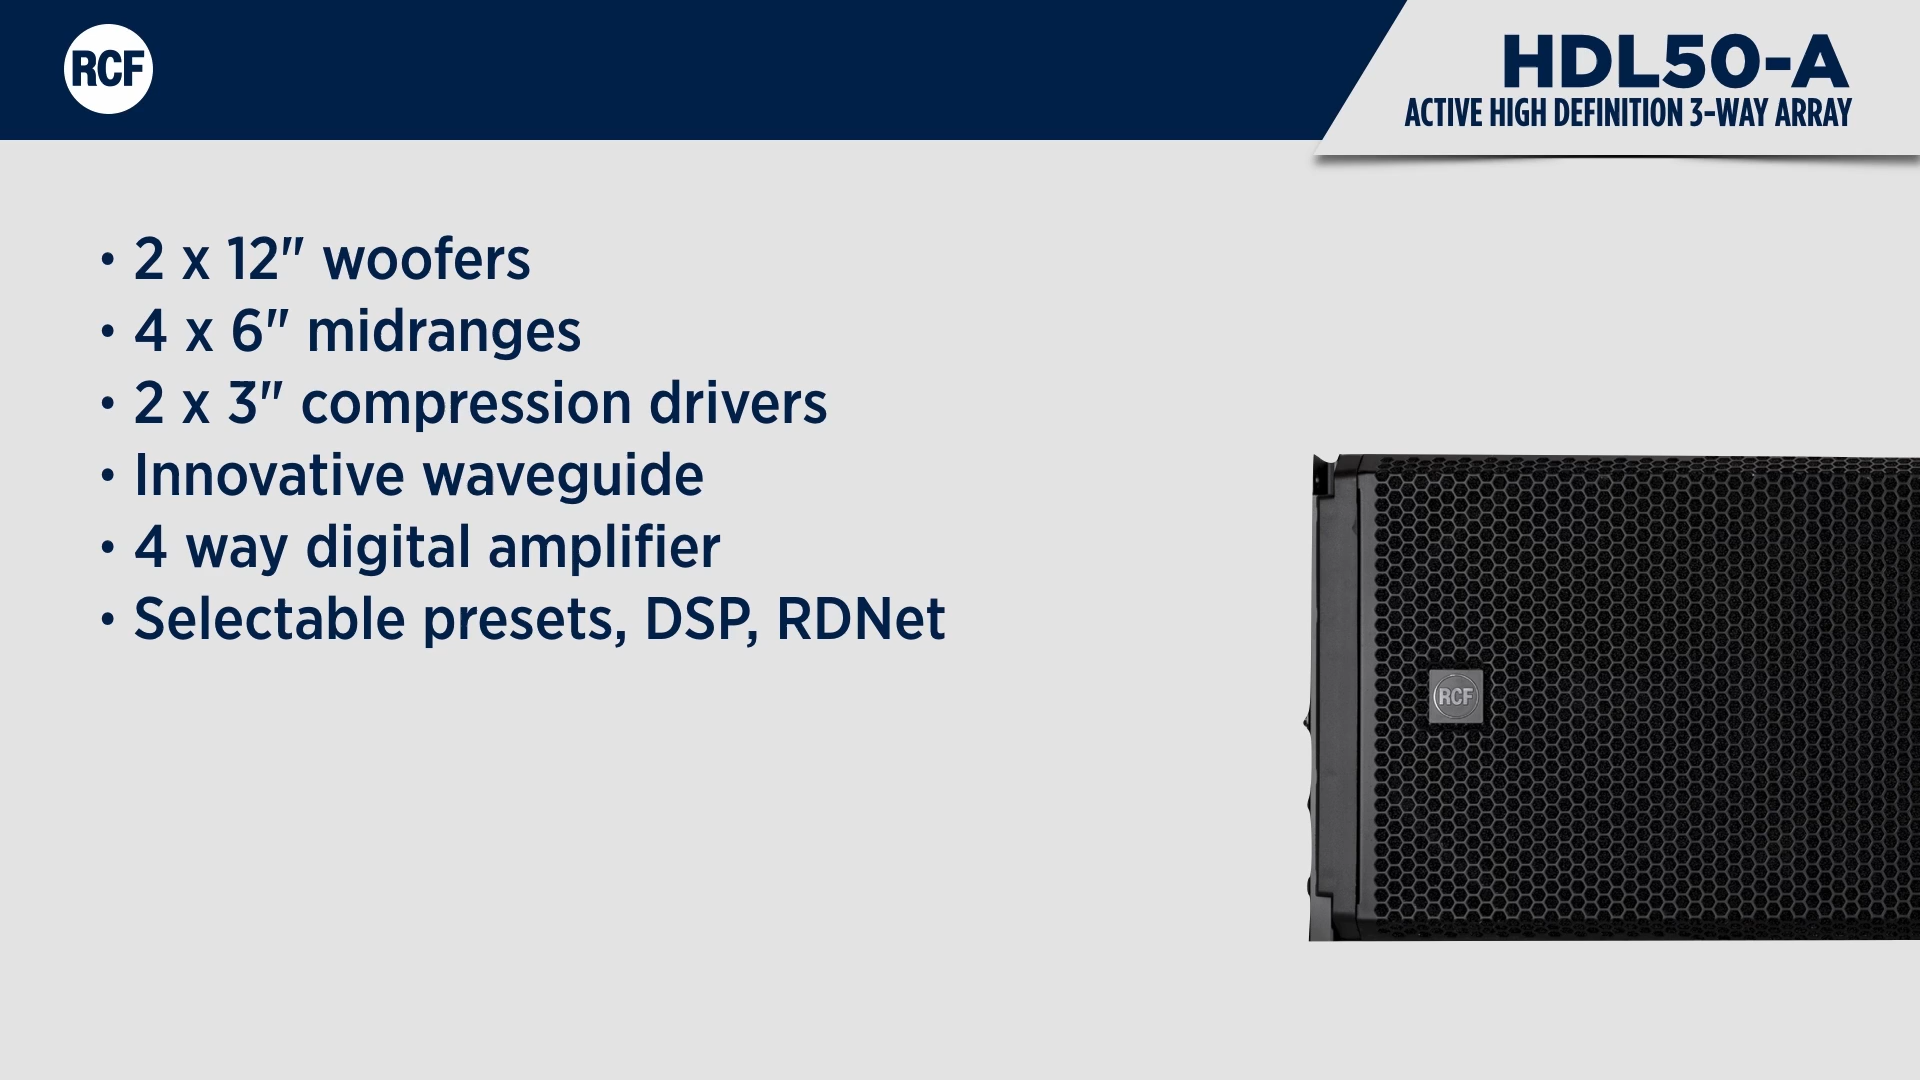 RCF
HDL50-A
ACTIVE HIGH DEFINITION 3-WAY ARRAY
• 2 x 12" woofers
• 4 x 6" midranges
• 2 x 3" compression drivers
• Innovative waveguide
• 4 way digital amplifier
• Selectable presets, DSP, RDNet
RCF